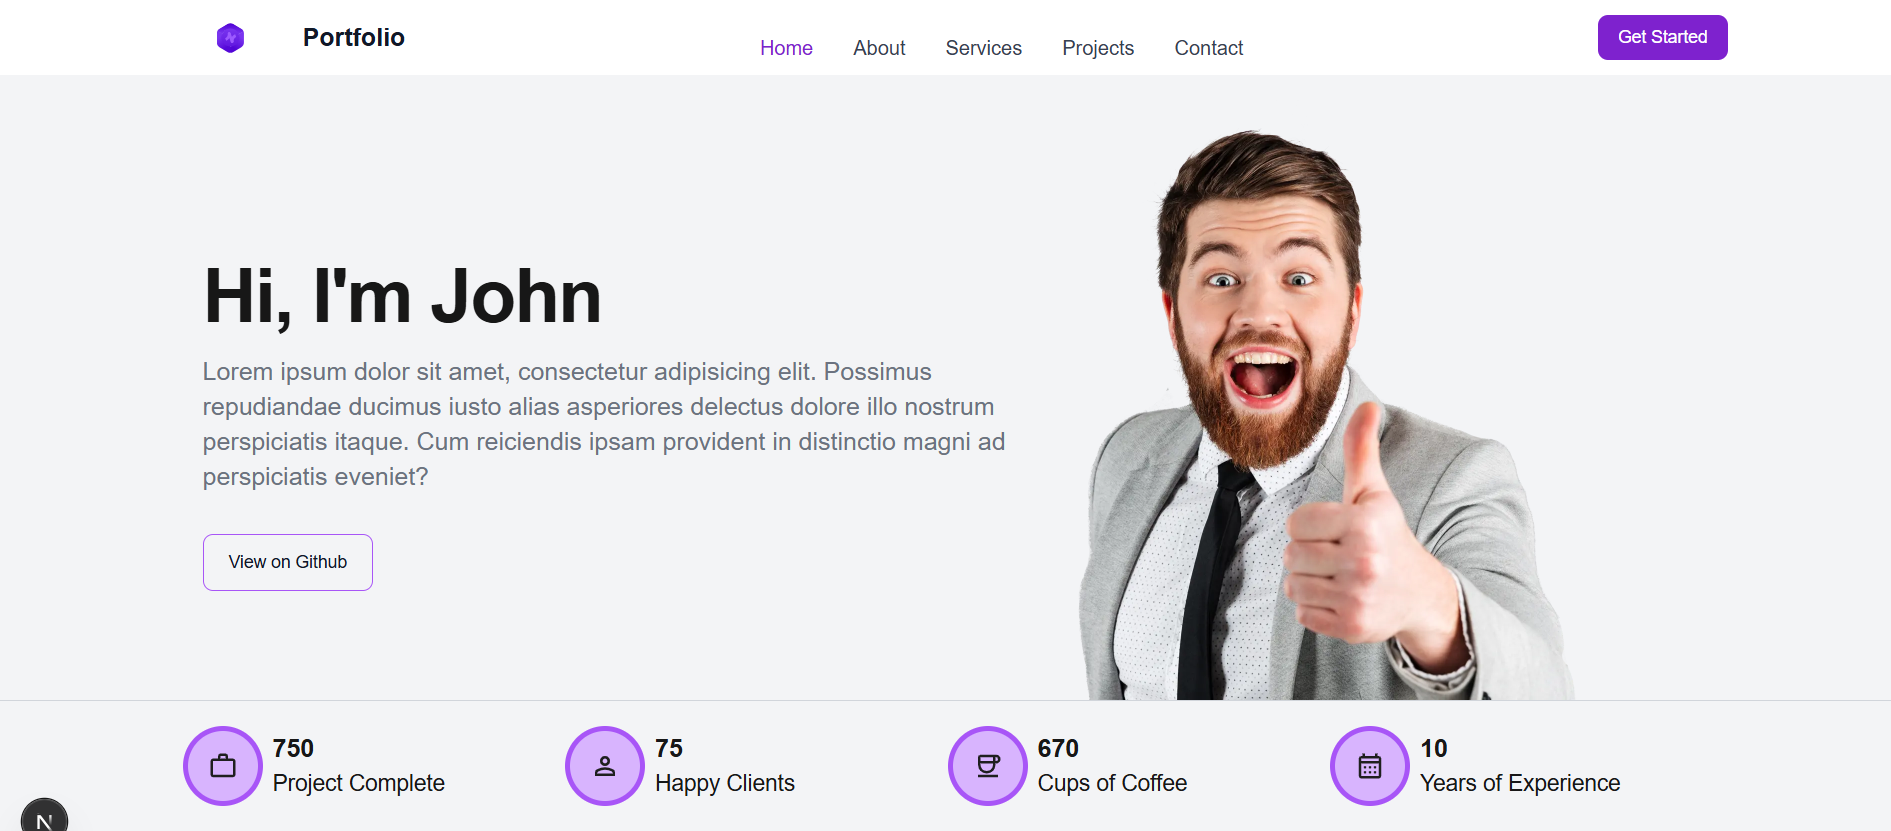 Portfolio
Home About Services Projects Contact
Get Started
Hi, I'm John
Lorem ipsum dolor sit amet, consectetur adipisicing elit. Possimus
repudiandae ducimus iusto alias asperiores delectus dolore illo nostrum
perspiciatis itaque. Cum reiciendis ipsam provident in distinctio magni ad
perspiciatis eveniet?
View on Github
750
Project Complete
75
Happy Clients
670
Cups of Coffee
10
Years of Experience
N